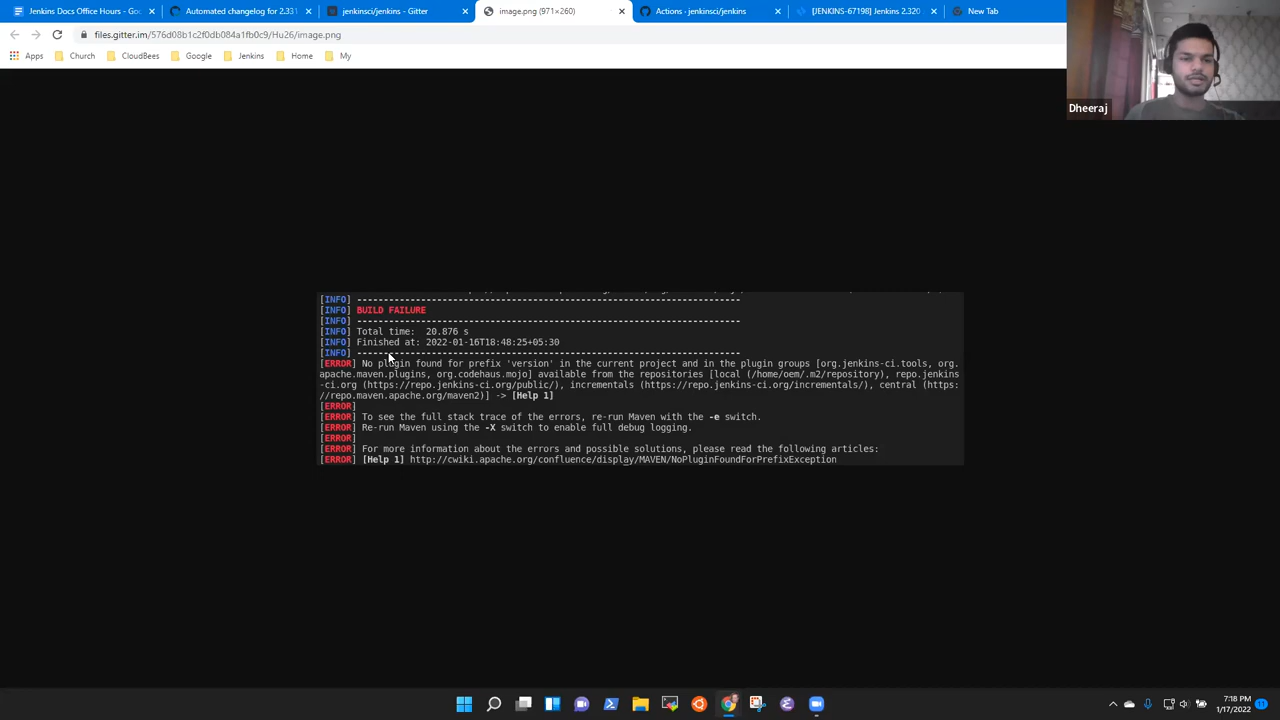 Jenkins Docs Office Hours - Goo
Automated changelog for 2.331
jenkinsci/jenkins - Gitter
image.png (971×260)
Actions · jenkinsci/jenkins
[JENKINS-67198] Jenkins 2.320
New Tab
files.gitter.im/576d08b1c2f0db084a1fb0c9/Hu26/image.png
Apps Church CloudBees Google Jenkins Home My
Dheeraj
[INFO] ------------------------------------------------------------------------
[INFO] BUILD FAILURE
[INFO] ------------------------------------------------------------------------
[INFO] Total time:  20.876 s
[INFO] Finished at: 2022-01-16T18:48:25+05:30
[INFO] ------------------------------------------------------------------------
[ERROR] No plugin found for prefix 'version' in the current project and in the plugin groups [org.jenkins-ci.tools, org.
apache.maven.plugins, org.codehaus.mojo] available from the repositories [local (/home/oem/.m2/repository), repo.jenkins
-ci.org (https://repo.jenkins-ci.org/public/), incrementals (https://repo.jenkins-ci.org/incrementals/), central (https:
//repo.maven.apache.org/maven2)] -> [Help 1]
[ERROR]
[ERROR] To see the full stack trace of the errors, re-run Maven with the -e switch.
[ERROR] Re-run Maven using the -X switch to enable full debug logging.
[ERROR]
[ERROR] For more information about the errors and possible solutions, please read the following articles:
[ERROR] [Help 1] http://cwiki.apache.org/confluence/display/MAVEN/NoPluginFoundForPrefixException
7:18 PM
1/17/2022